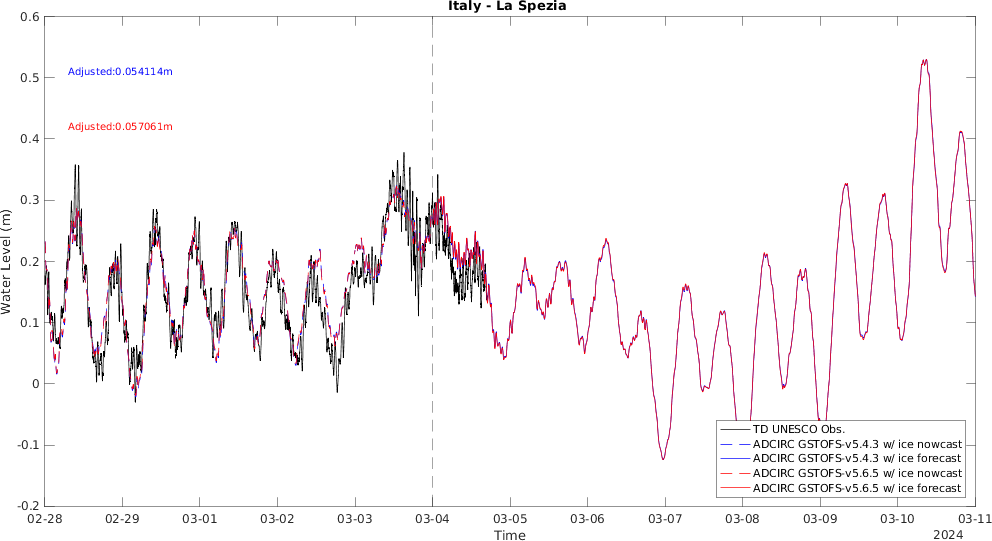 Italy - La Spezia
0.6
0.5
0.4
0.3
0.2
0.1
0
-0.1
-0.2
Water Level (m)
Adjusted:0.054114m
Adjusted:0.057061m
TD UNESCO Obs.
ADCIRC GSTOFS-v5.4.3 w/ ice nowcast
ADCIRC GSTOFS-v5.4.3 w/ ice forecast
ADCIRC GSTOFS-v5.6.5 w/ ice nowcast
ADCIRC GSTOFS-v5.6.5 w/ ice forecast
02-28 02-29 03-01 03-02 03-03 03-04 03-05 03-06 03-07 03-08 03-09 03-10 03-11
Time
2024